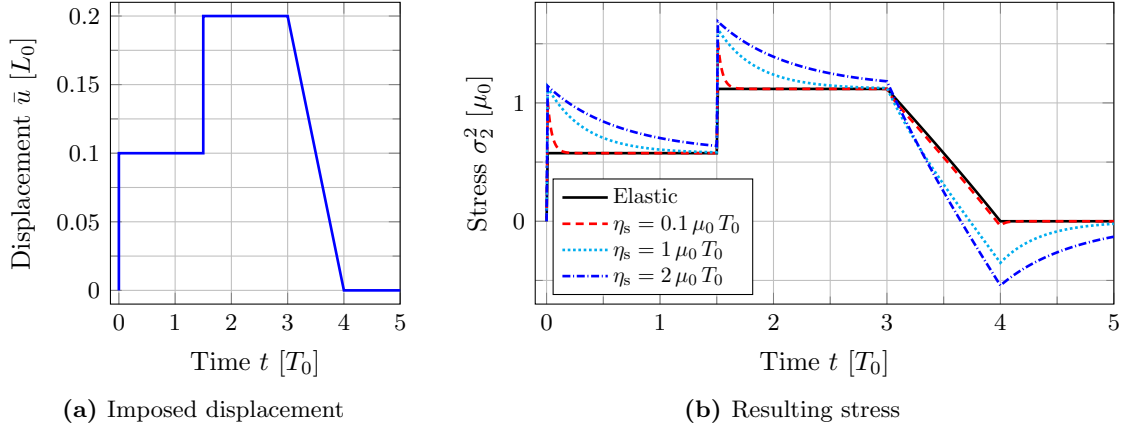 Displacement ū [L₀]
0.2
0.15
0.1
0.05
0
0 1 2 3 4 5
Time t [T₀]
(a) Imposed displacement
Stress σ₂² [μ₀]
1
0
Elastic
ηₛ = 0.1 μ₀ T₀
ηₛ = 1 μ₀ T₀
ηₛ = 2 μ₀ T₀
0 1 2 3 4 5
Time t [T₀]
(b) Resulting stress